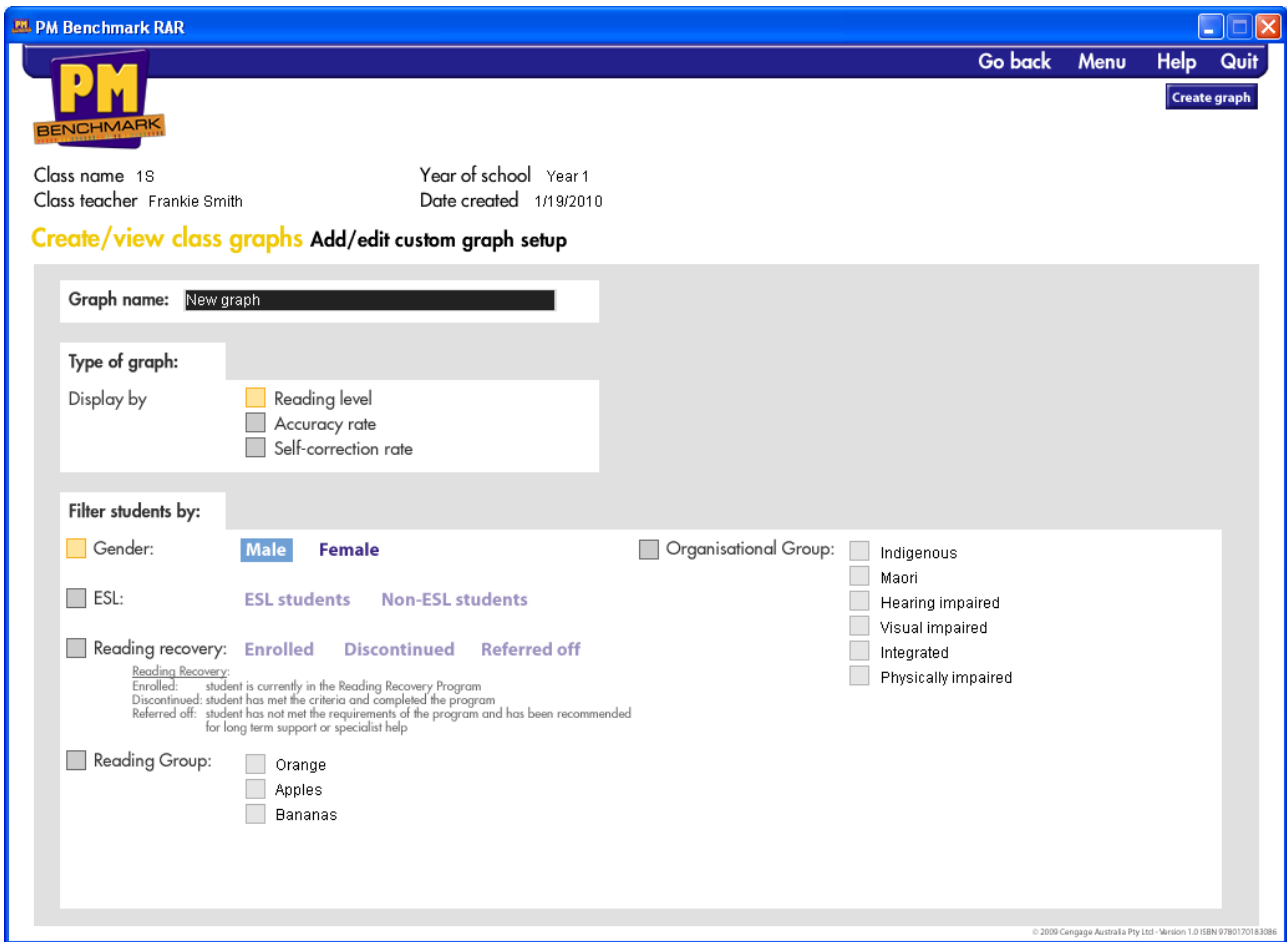 PM Benchmark RAR
Go back Menu Help Quit
PM
BENCHMARK
Create graph
Class name 1S Year of school Year 1
Class teacher Frankie Smith Date created 1/19/2010
Create/view class graphs Add/edit custom graph setup
Graph name: New graph
Type of graph:
Display by Reading level
Accuracy rate
Self-correction rate
Filter students by:
Gender: Male Female
ESL: ESL students Non-ESL students
Reading recovery: Enrolled Discontinued Referred off
Reading Recovery:
Enrolled: student is currently in the Reading Recovery Program
Discontinued: student has met the criteria and completed the program
Referred off: student has not met the requirements of the program and has been recommended
for long term support or specialist help
Reading Group: Orange
Apples
Bananas
Organisational Group: Indigenous
Maori
Hearing impaired
Visual impaired
Integrated
Physically impaired
© 2009 Cengage Australia Pty Ltd - Version 1.0 ISBN 9780170183086